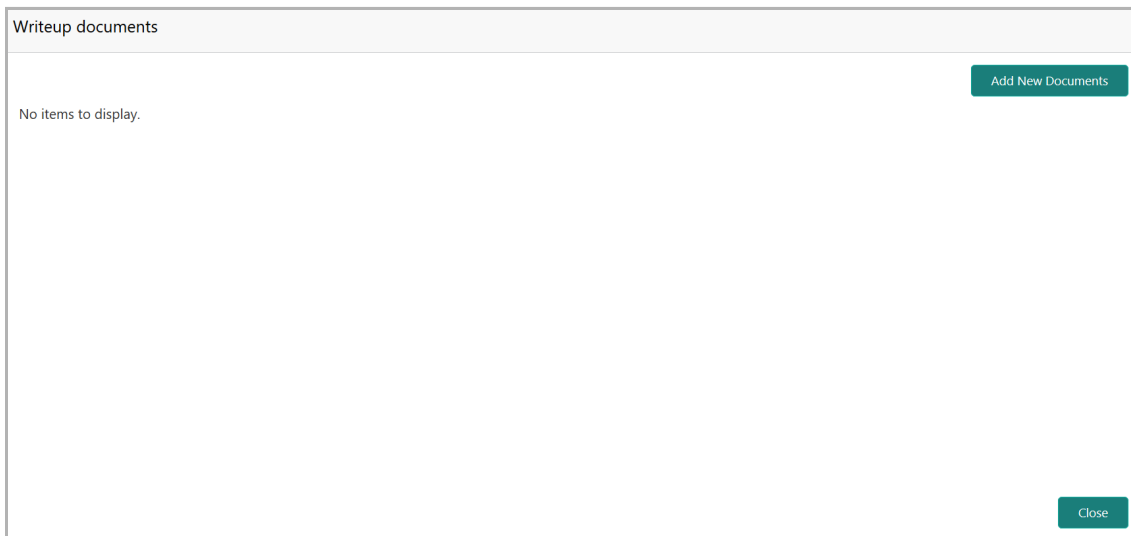 Writeup documents
Add New Documents
No items to display.
Close